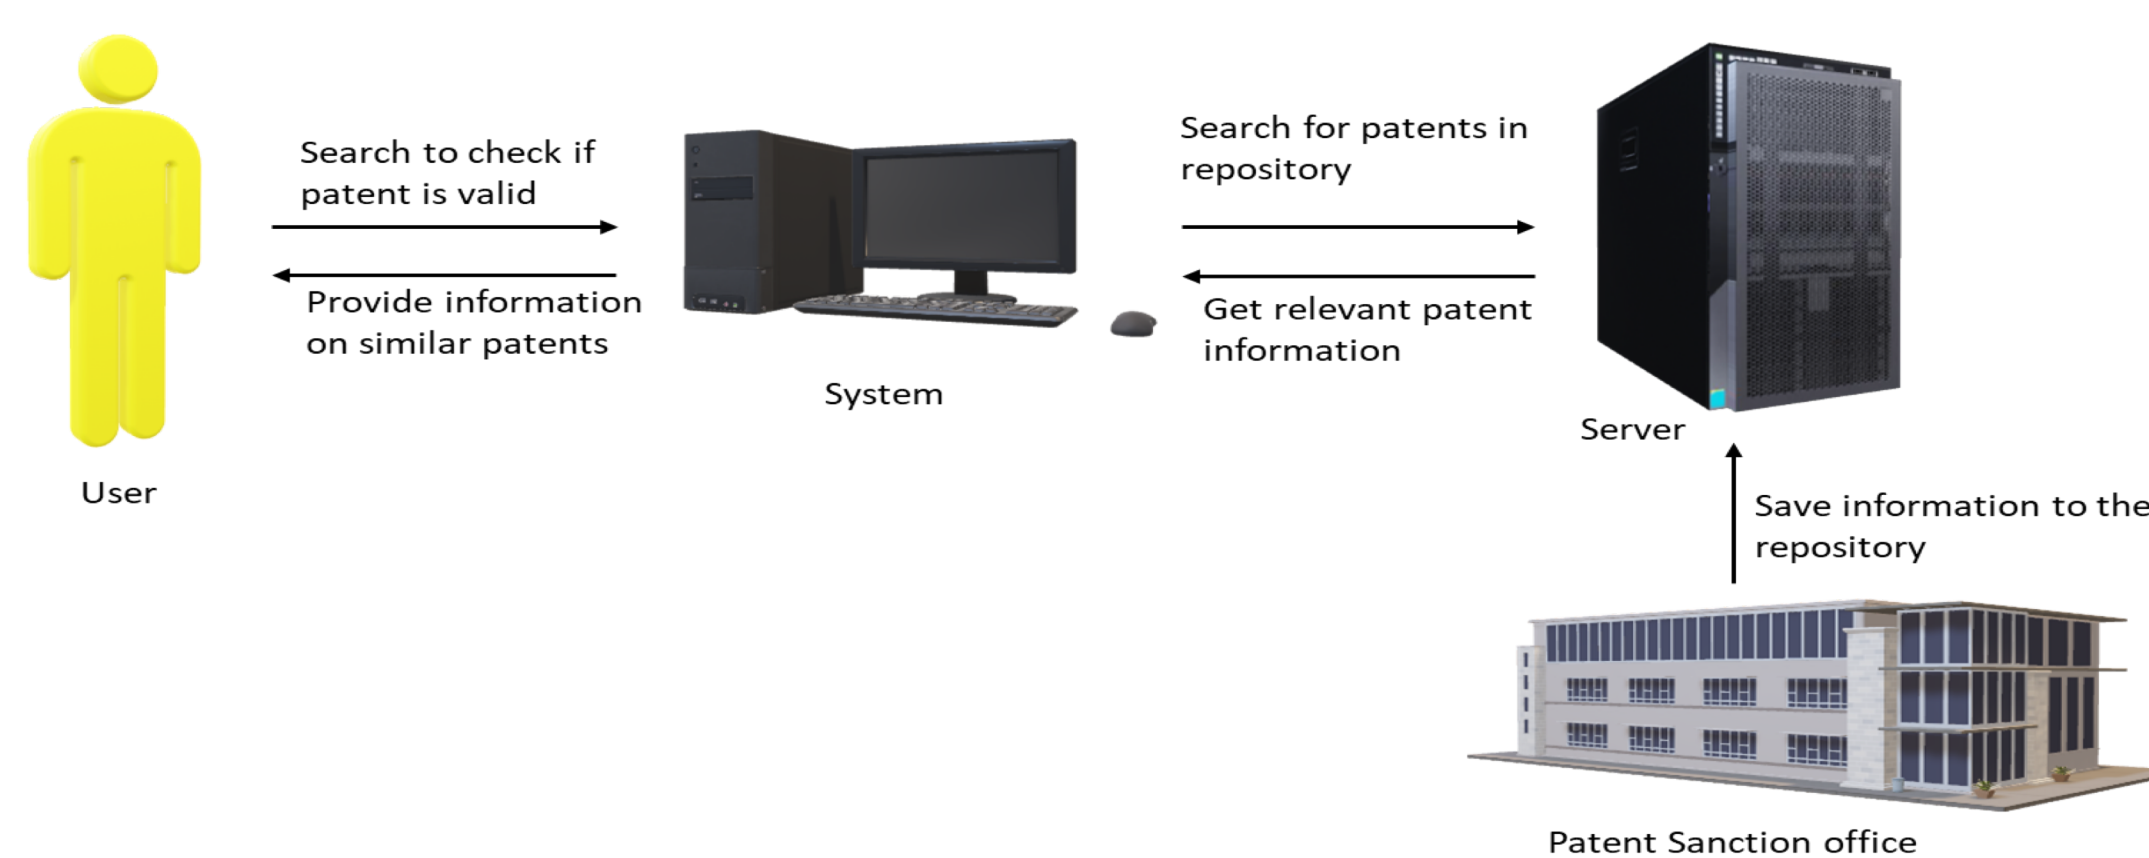 Search to check if
patent is valid
Provide information
on similar patents
User
System
Search for patents in
repository
Get relevant patent
information
Server
Save information to the
repository
Patent Sanction office